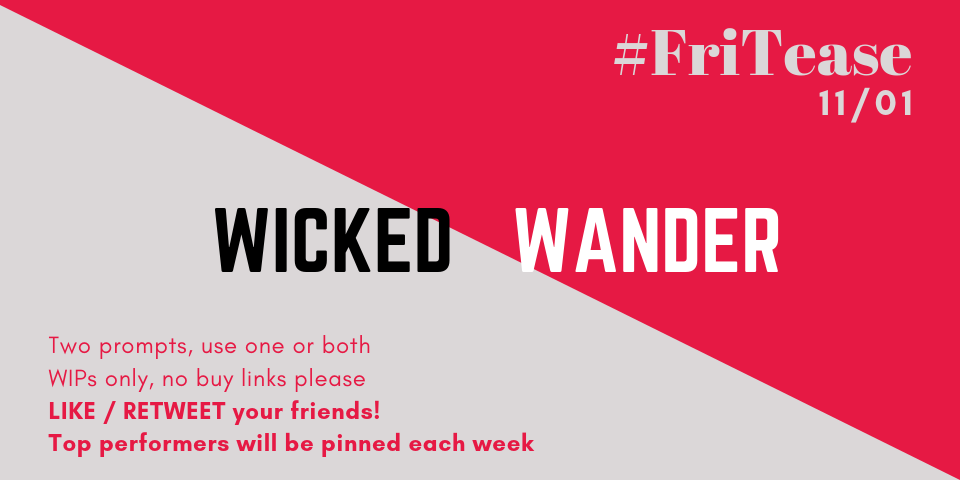 #FriTease
11/01
WICKED WANDER
Two prompts, use one or both
WIPs only, no buy links please
LIKE / RETWEET your friends!
Top performers will be pinned each week